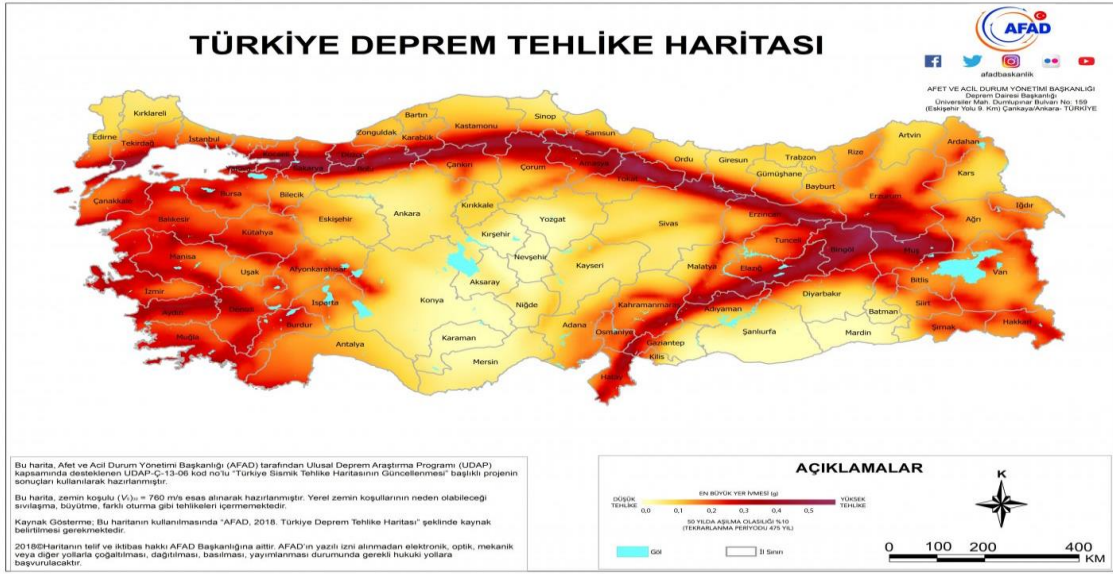 TÜRKİYE DEPREM TEHLİKE HARİTASI
AFAD
afadbaskanlik
AFET VE ACİL DURUM YÖNETİMİ BAŞKANLIĞI
Deprem Dairesi Başkanlığı
Üniversiteler Mah. Dumlupınar Bulvarı No: 159
(Eskişehir Yolu 9. Km) Çankaya/Ankara- TÜRKİYE
Kırklareli
Edirne
Tekirdağ
İstanbul
Zonguldak
Bartın
Karabük
Kastamonu
Sinop
Samsun
Ordu
Giresun
Trabzon
Rize
Artvin
Ardahan
Kars
Gümüşhane
Bayburt
Erzurum
Iğdır
Ağrı
Çanakkale
Bursa
Bilecik
Eskişehir
Ankara
Çankırı
Çorum
Amasya
Tokat
Kırıkkale
Yozgat
Sivas
Erzincan
Tunceli
Bingöl
Muş
Balıkesir
Kütahya
Manisa
Uşak
Afyonkarahisar
Kırşehir
Nevşehir
Kayseri
Malatya
Elazığ
Bitlis
Van
İzmir
Aydın
Denizli
Isparta
Burdur
Konya
Aksaray
Niğde
Kahramanmaraş
Adıyaman
Diyarbakır
Batman
Siirt
Şırnak
Hakkari
Muğla
Antalya
Karaman
Mersin
Adana
Osmaniye
Gaziantep
Kilis
Hatay
Şanlıurfa
Mardin
Bu harita, Afet ve Acil Durum Yönetimi Başkanlığı (AFAD) tarafından Ulusal Deprem Araştırma Programı (UDAP)
kapsamında desteklenen UDAP-Ç-13-06 kod no'lu "Türkiye Sismik Tehlike Haritasının Güncellenmesi" başlıklı projenin
sonuçları kullanılarak hazırlanmıştır.
Bu harita, zemin koşulu (Vs)30 = 760 m/s esas alınarak hazırlanmıştır. Yerel zemin koşullarının neden olabileceği
sıvılaşma, büyütme, farklı oturma gibi tehlikeleri içermemektedir.
Kaynak Gösterme; Bu haritanın kullanılmasında "AFAD, 2018. Türkiye Deprem Tehlike Haritası" şeklinde kaynak
belirtilmesi gerekmektedir.
2018©Haritanın telif ve iktibas hakkı AFAD Başkanlığına aittir. AFAD'ın yazılı izni alınmadan elektronik, optik, mekanik
veya diğer yollarla çoğaltılması, dağıtılması, basılması, yayımlanması durumunda gerekli hukuki yollara
başvurulacaktır.
AÇIKLAMALAR
EN BÜYÜK YER İVMESİ (g)
DÜŞÜK TEHLİKE
YÜKSEK TEHLİKE
0,0 0,1 0,2 0,3 0,4 0,5
50 YILDA AŞILMA OLASILIĞI %10
(TEKRARLANMA PERİYODU 475 YIL)
Göl
İl Sınırı
K
0 100 200 400
KM